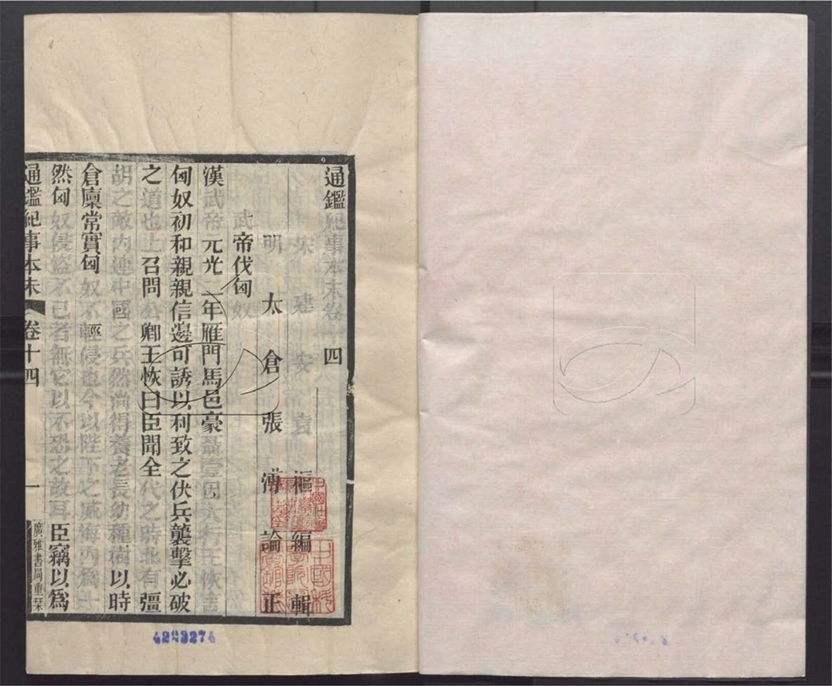 通鑑紀事本末卷十四
宋建安袁樞編輯
明太倉張溥論正
武帝伐匈奴
漢武帝元光二年雁門馬邑豪聶壹因大行王恢言
匈奴初和親親信邊可誘以利致之伏兵襲擊必破
之道也上召問公卿王恢曰臣聞全代之時北有彊
胡之敵內連中國之兵然尚得養老長幼種樹以時
倉廩常實匈奴不輕侵也今以陛下之威海內爲一
然匈奴侵盜不已者無它以不恐之故耳臣竊以爲
通鑑紀事本末 卷十四 一 廣雅書局重栞